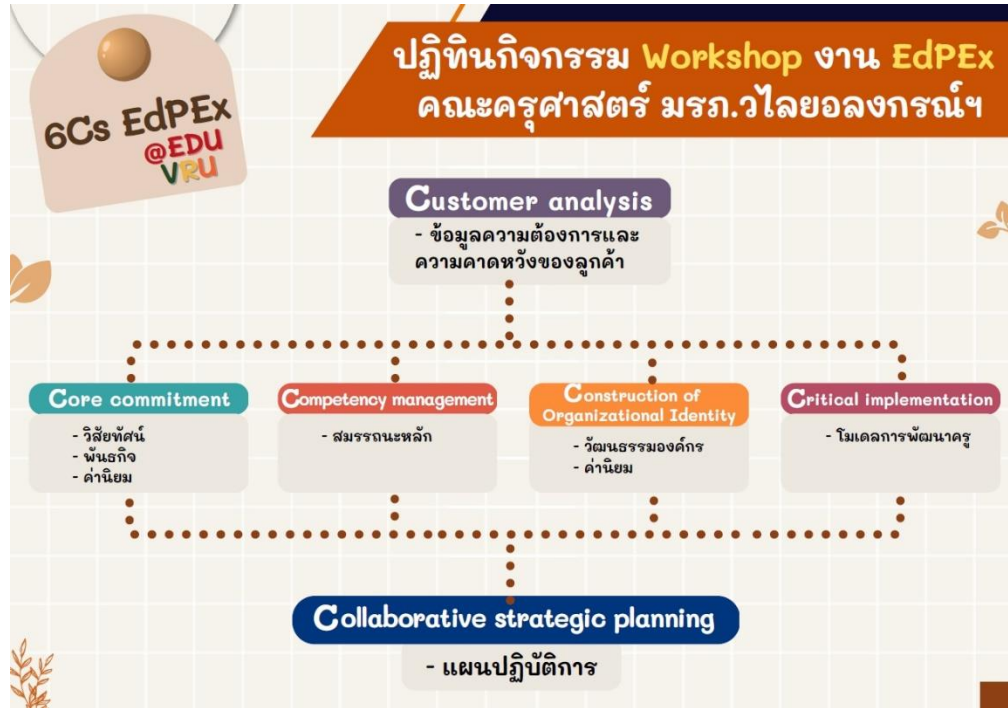 6Cs EdPEx
@EDU
VRU
ปฏิทินกิจกรรม Workshop งาน EdPEx
คณะครุศาสตร์ มรภ.วไลยอลงกรณ์ฯ
Customer analysis
- ข้อมูลความต้องการและ
ความคาดหวังของลูกค้า
Core commitment
- วิสัยทัศน์
- พันธกิจ
- ค่านิยม
Competency management
- สมรรถนะหลัก
Construction of
Organizational Identity
- วัฒนธรรมองค์กร
- ค่านิยม
Critical implementation
- โมเดลการพัฒนาครู
Collaborative strategic planning
- แผนปฏิบัติการ